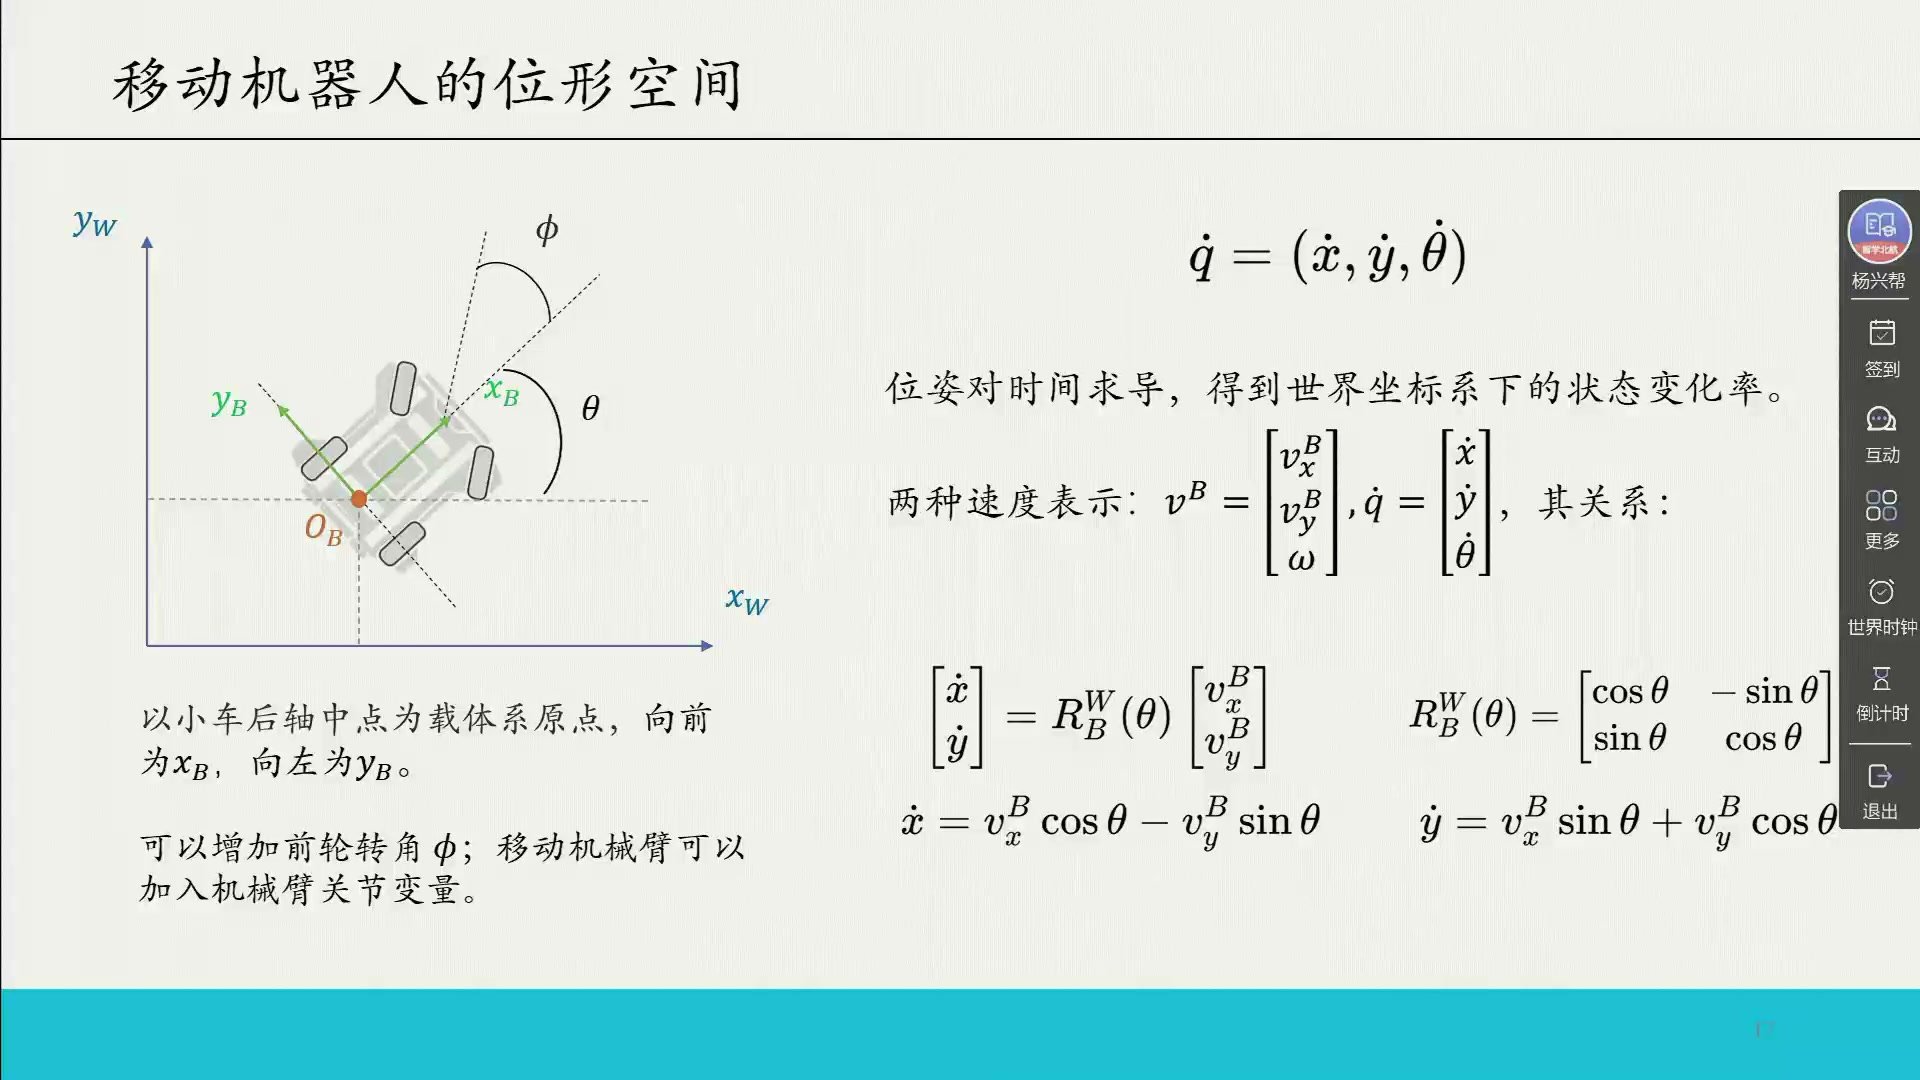 移动机器人的位形空间
y_W
ϕ
x_B
y_B
θ
O_B
x_W
以小车后轴中点为载体系原点，向前
为x_B，向左为y_B。
可以增加前轮转角 ϕ；移动机械臂可以
加入机械臂关节变量。
q̇ = (ẋ, ẏ, θ̇)
位姿对时间求导，得到世界坐标系下的状态变化率。
两种速度表示：v^B = [v_x^B v_y^B ω], q̇ = [ẋ ẏ θ̇]，其关系：
[ẋ ẏ] = R_B^W(θ) [v_x^B v_y^B]
R_B^W(θ) = [cos θ − sin θ sin θ cos θ]
ẋ = v_x^B cos θ − v_y^B sin θ
ẏ = v_x^B sin θ + v_y^B cos θ
智学北航
杨兴帮
签到
互动
更多
世界时钟
倒计时
退出